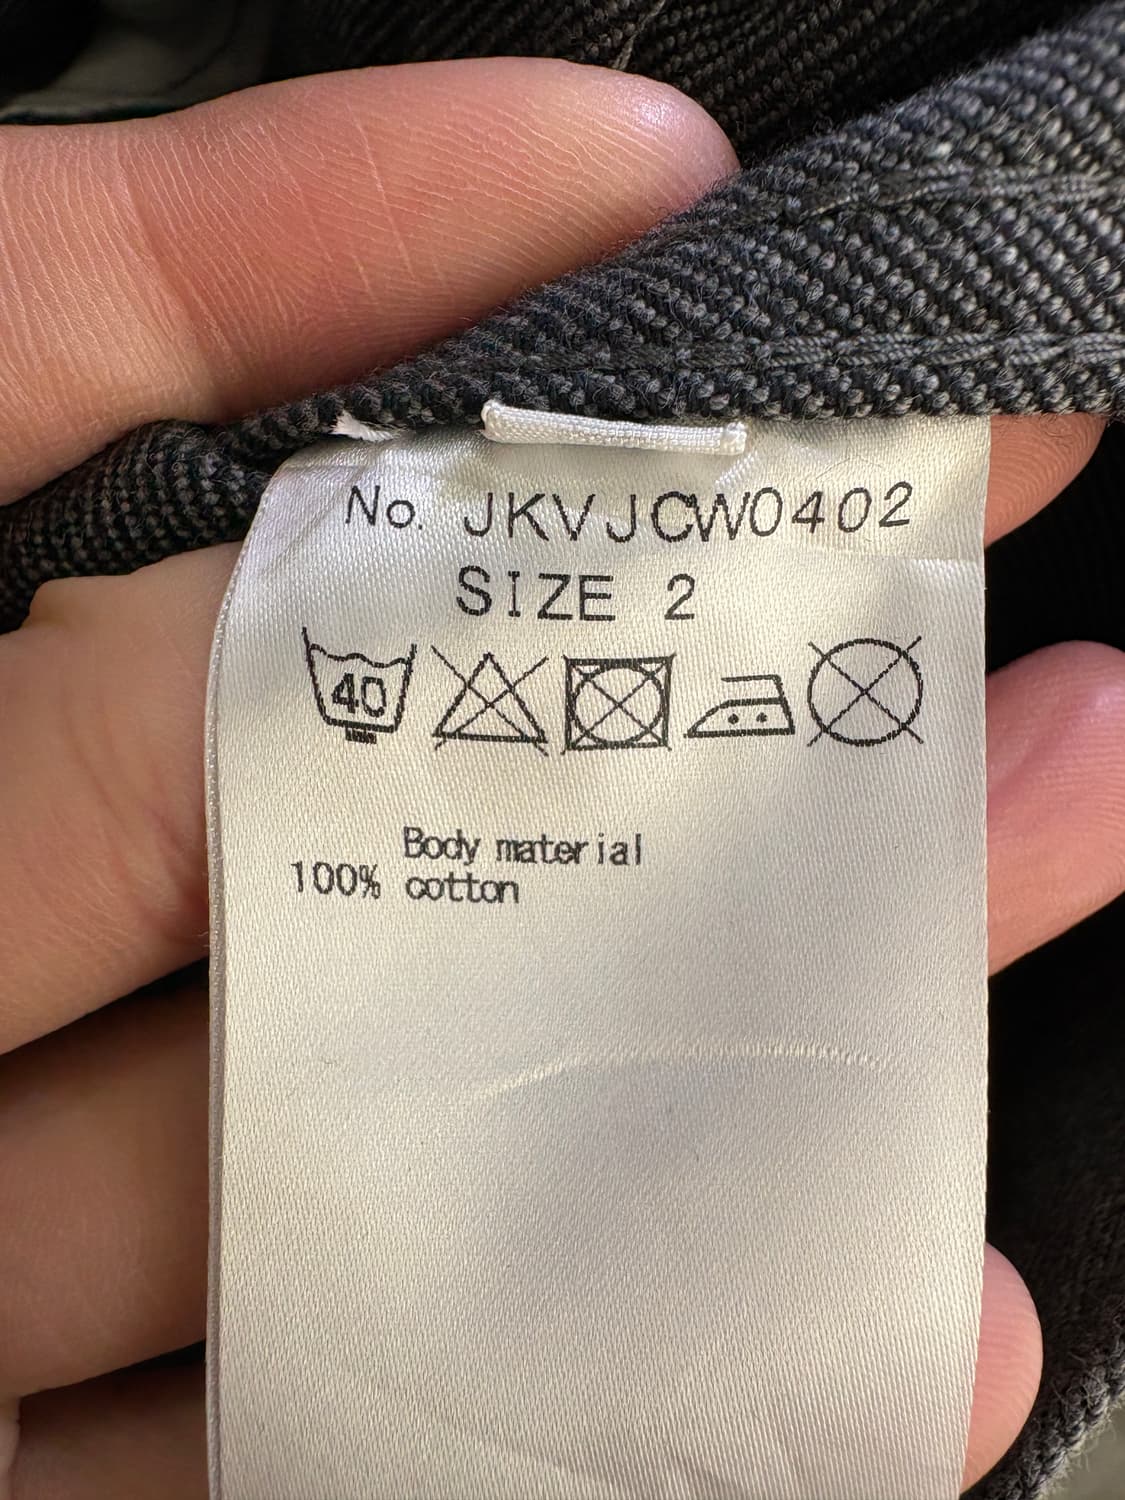 No. JKVJCW0402
SIZE 2
40
Body material
100% cotton